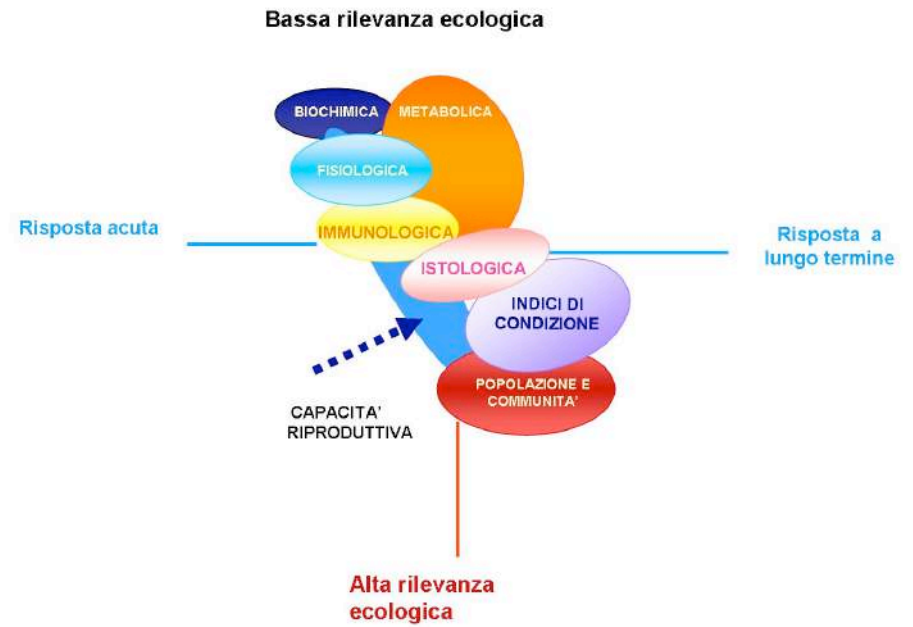 Bassa rilevanza ecologica
BIOCHIMICA
METABOLICA
FISIOLOGICA
Risposta acuta
IMMUNOLOGICA
Risposta a
lungo termine
ISTOLOGICA
INDICI DI
CONDIZIONE
POPOLAZIONE E
COMMUNITA'
CAPACITA'
RIPRODUTTIVA
Alta rilevanza
ecologica